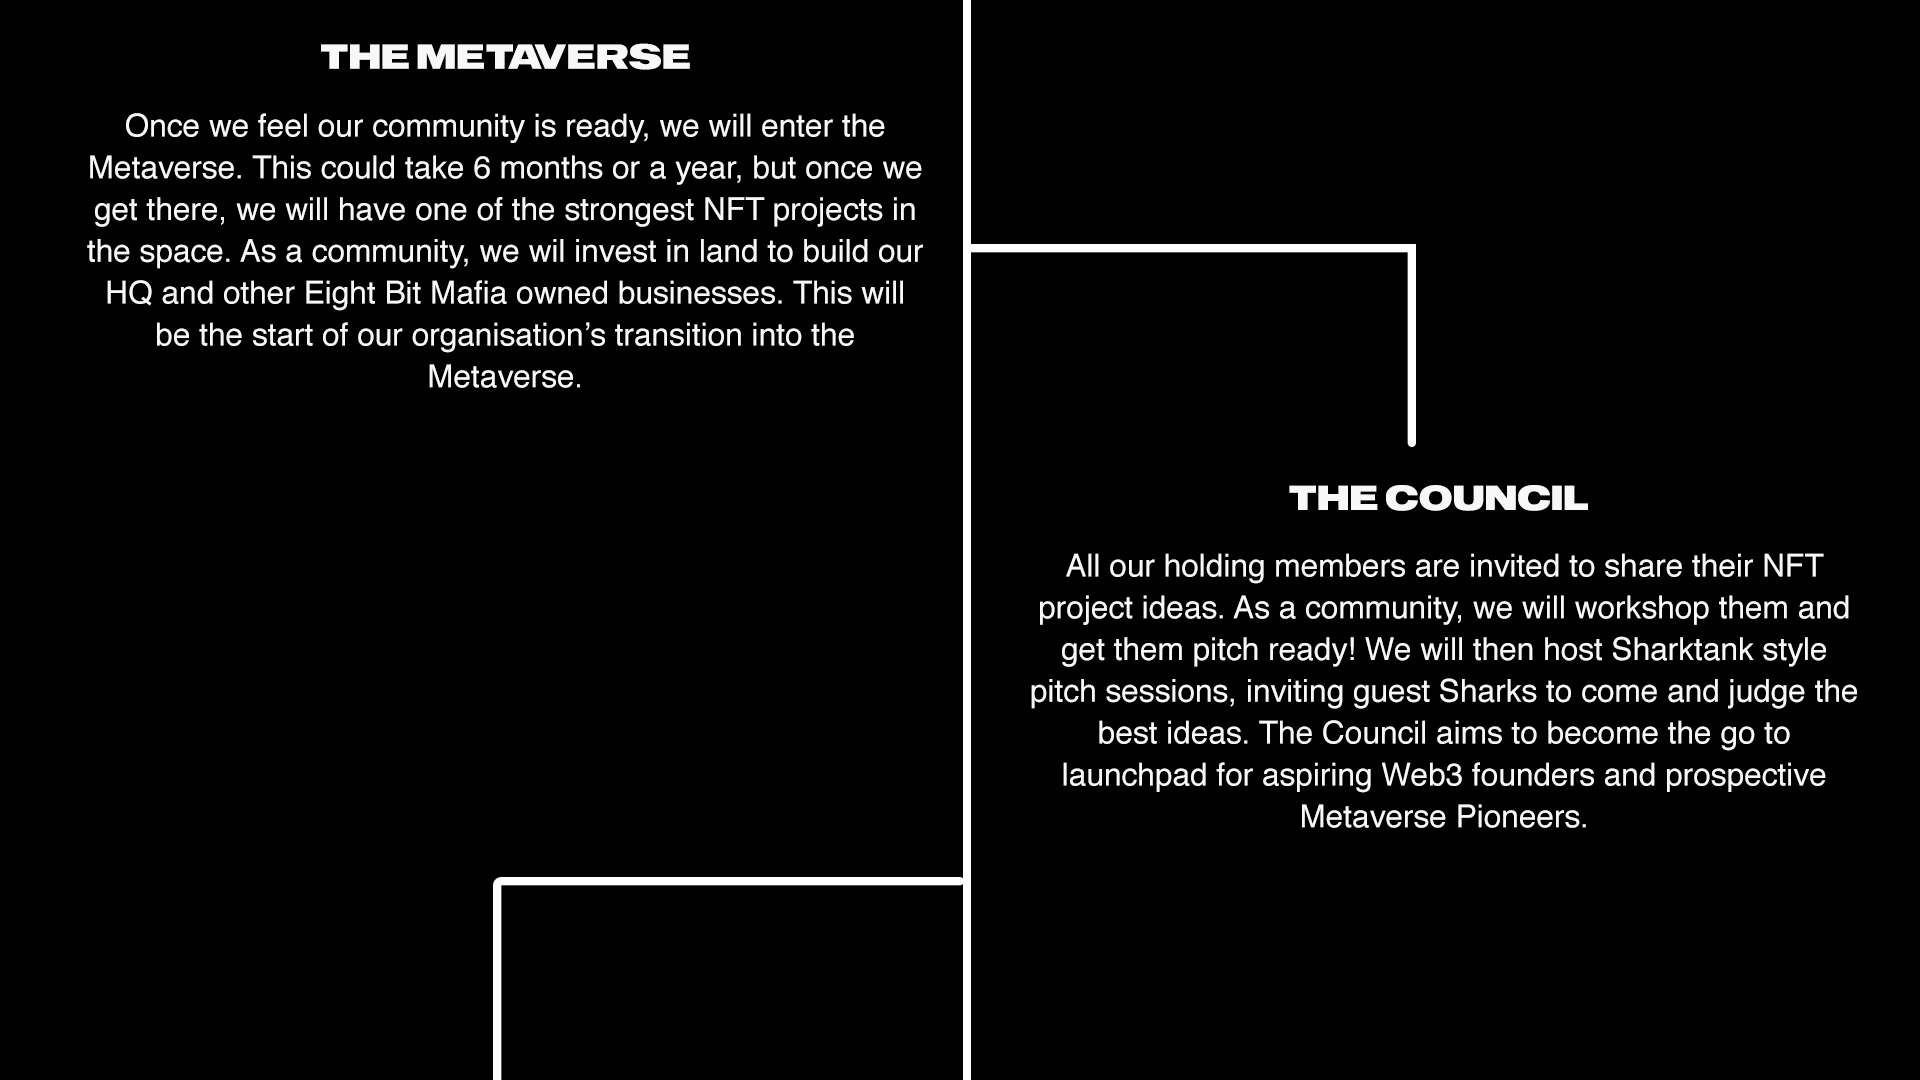 THE METAVERSE
Once we feel our community is ready, we will enter the
Metaverse. This could take 6 months or a year, but once we
get there, we will have one of the strongest NFT projects in
the space. As a community, we wil invest in land to build our
HQ and other Eight Bit Mafia owned businesses. This will
be the start of our organisation’s transition into the
Metaverse.
THE COUNCIL
All our holding members are invited to share their NFT
project ideas. As a community, we will workshop them and
get them pitch ready! We will then host Sharktank style
pitch sessions, inviting guest Sharks to come and judge the
best ideas. The Council aims to become the go to
launchpad for aspiring Web3 founders and prospective
Metaverse Pioneers.